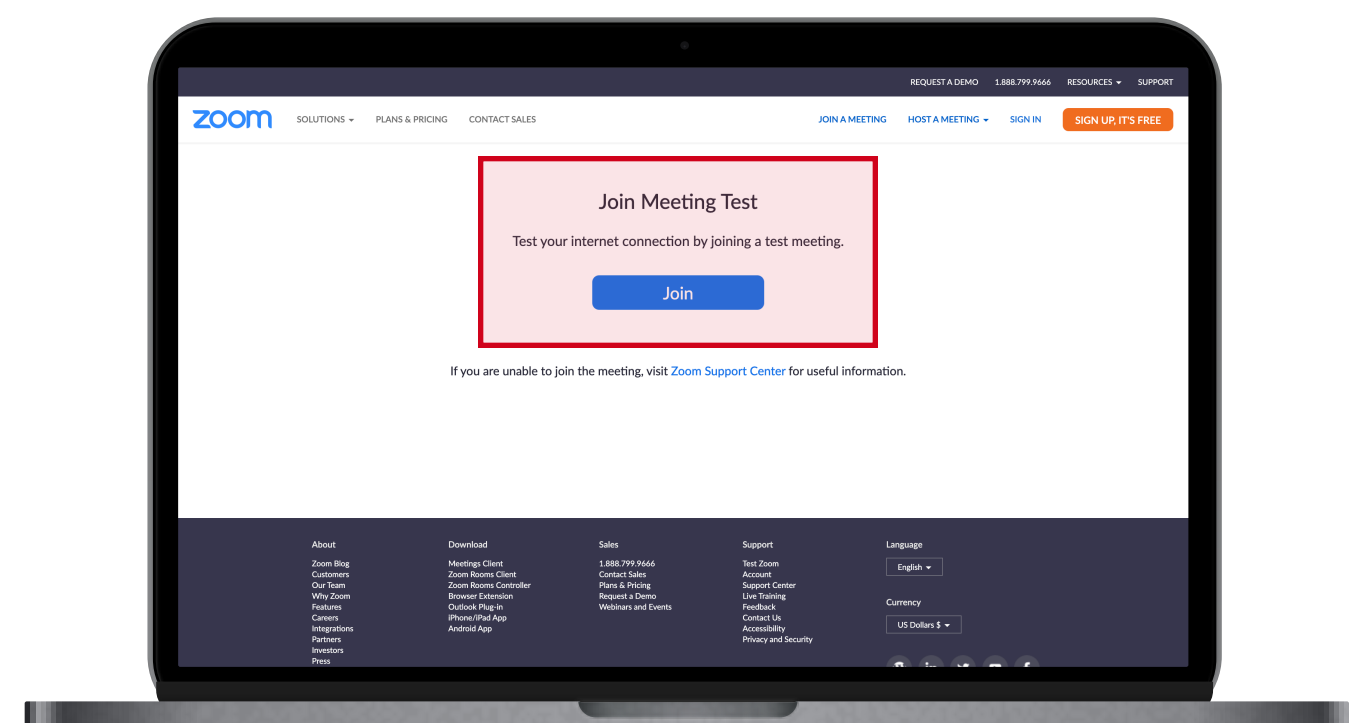 REQUEST A DEMO 1.888.799.9666 RESOURCES SUPPORT
zoom SOLUTIONS PLANS & PRICING CONTACT SALES JOIN A MEETING HOST A MEETING SIGN IN SIGN UP, IT'S FREE
Join Meeting Test
Test your internet connection by joining a test meeting.
Join
If you are unable to join the meeting, visit Zoom Support Center for useful information.
About
Zoom Blog
Customers
Our Team
Why Zoom
Features
Careers
Integrations
Partners
Investors
Press
Download
Meetings Client
Zoom Rooms Client
Zoom Rooms Controller
Browser Extension
Outlook Plug-in
iPhone/iPad App
Android App
Sales
1.888.799.9666
Contact Sales
Plans & Pricing
Request a Demo
Webinars and Events
Support
Test Zoom
Account
Support Center
Live Training
Feedback
Contact Us
Accessibility
Privacy and Security
Language
English
Currency
US Dollars $